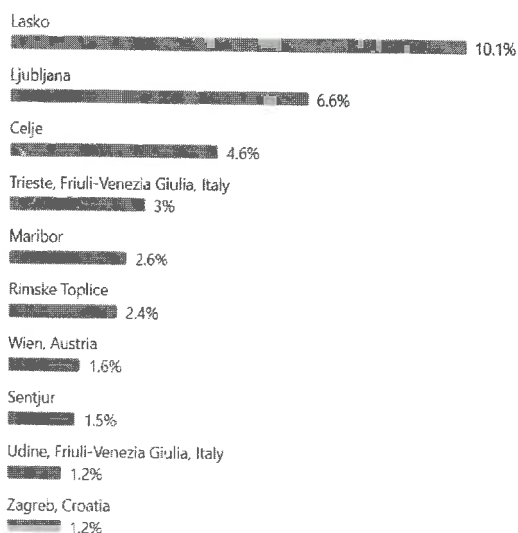 Lasko
10.1%
Ljubljana
6.6%
Celje
4.6%
Trieste, Friuli-Venezia Giulia, Italy
3%
Maribor
2.6%
Rimske Toplice
2.4%
Wien, Austria
1.6%
Sentjur
1.5%
Udine, Friuli-Venezia Giulia, Italy
1.2%
Zagreb, Croatia
1.2%